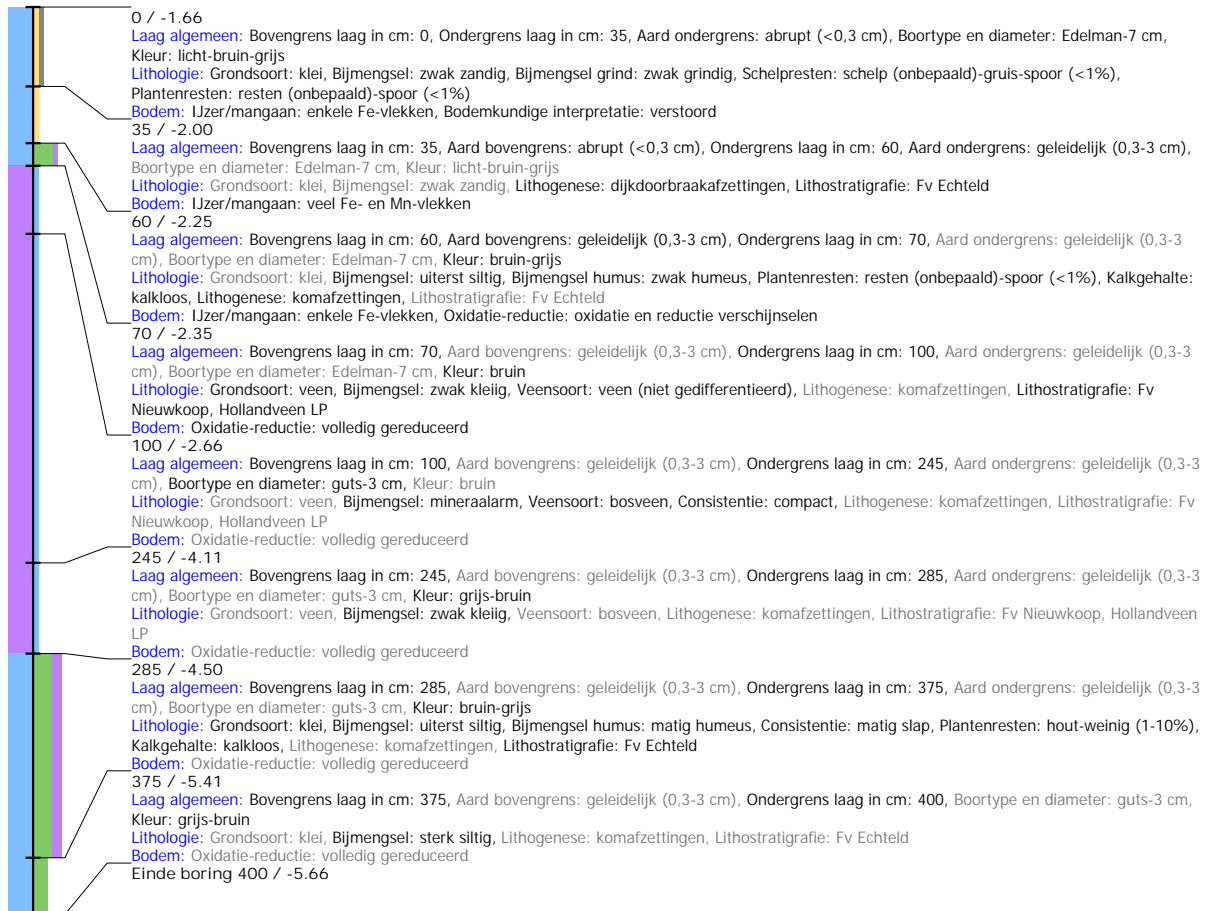 0 / -1.66
Laag algemeen: Bovengrens laag in cm: 0, Ondergrens laag in cm: 35, Aard ondergrens: abrupt (<0,3 cm), Boortype en diameter: Edelman-7 cm,
Kleur: licht-bruin-grijs
Lithologie: Grondsoort: klei, Bijmengsel: zwak zandig, Bijmengsel grind: zwak grindig, Schelpresten: schelp (onbepaald)-gruis-spoor (<1%),
Plantenresten: resten (onbepaald)-spoor (<1%)
Bodem: IJzer/mangaan: enkele Fe-vlekken, Bodemkundige interpretatie: verstoord
35 / -2.00
Laag algemeen: Bovengrens laag in cm: 35, Aard bovengrens: abrupt (<0,3 cm), Ondergrens laag in cm: 60, Aard ondergrens: geleidelijk (0,3-3 cm),
Boortype en diameter: Edelman-7 cm, Kleur: licht-bruin-grijs
Lithologie: Grondsoort: klei, Bijmengsel: zwak zandig, Lithogenese: dijkdoorbraakafzettingen, Lithostratigrafie: Fv Echteld
Bodem: IJzer/mangaan: veel Fe- en Mn-vlekken
60 / -2.25
Laag algemeen: Bovengrens laag in cm: 60, Aard bovengrens: geleidelijk (0,3-3 cm), Ondergrens laag in cm: 70, Aard ondergrens: geleidelijk (0,3-3
cm), Boortype en diameter: Edelman-7 cm, Kleur: bruin-grijs
Lithologie: Grondsoort: klei, Bijmengsel: uiterst siltig, Bijmengsel humus: zwak humeus, Plantenresten: resten (onbepaald)-spoor (<1%), Kalkgehalte:
kalkloos, Lithogenese: komafzettingen, Lithostratigrafie: Fv Echteld
Bodem: IJzer/mangaan: enkele Fe-vlekken, Oxidatie-reductie: oxidatie en reductie verschijnselen
70 / -2.35
Laag algemeen: Bovengrens laag in cm: 70, Aard bovengrens: geleidelijk (0,3-3 cm), Ondergrens laag in cm: 100, Aard ondergrens: geleidelijk (0,3-3
cm), Boortype en diameter: Edelman-7 cm, Kleur: bruin
Lithologie: Grondsoort: veen, Bijmengsel: zwak kleiig, Veensoort: veen (niet gedifferentieerd), Lithogenese: komafzettingen, Lithostratigrafie: Fv
Nieuwkoop, Hollandveen LP
Bodem: Oxidatie-reductie: volledig gereduceerd
100 / -2.66
Laag algemeen: Bovengrens laag in cm: 100, Aard bovengrens: geleidelijk (0,3-3 cm), Ondergrens laag in cm: 245, Aard ondergrens: geleidelijk (0,3-3
cm), Boortype en diameter: guts-3 cm, Kleur: bruin
Lithologie: Grondsoort: veen, Bijmengsel: mineraalarm, Veensoort: bosveen, Consistentie: compact, Lithogenese: komafzettingen, Lithostratigrafie: Fv
Nieuwkoop, Hollandveen LP
Bodem: Oxidatie-reductie: volledig gereduceerd
245 / -4.11
Laag algemeen: Bovengrens laag in cm: 245, Aard bovengrens: geleidelijk (0,3-3 cm), Ondergrens laag in cm: 285, Aard ondergrens: geleidelijk (0,3-3
cm), Boortype en diameter: guts-3 cm, Kleur: grijs-bruin
Lithologie: Grondsoort: veen, Bijmengsel: zwak kleiig, Veensoort: bosveen, Lithogenese: komafzettingen, Lithostratigrafie: Fv Nieuwkoop, Hollandveen
LP
Bodem: Oxidatie-reductie: volledig gereduceerd
285 / -4.50
Laag algemeen: Bovengrens laag in cm: 285, Aard bovengrens: geleidelijk (0,3-3 cm), Ondergrens laag in cm: 375, Aard ondergrens: geleidelijk (0,3-3
cm), Boortype en diameter: guts-3 cm, Kleur: bruin-grijs
Lithologie: Grondsoort: klei, Bijmengsel: uiterst siltig, Bijmengsel humus: matig humeus, Consistentie: matig slap, Plantenresten: hout-weinig (1-10%),
Kalkgehalte: kalkloos, Lithogenese: komafzettingen, Lithostratigrafie: Fv Echteld
Bodem: Oxidatie-reductie: volledig gereduceerd
375 / -5.41
Laag algemeen: Bovengrens laag in cm: 375, Aard bovengrens: geleidelijk (0,3-3 cm), Ondergrens laag in cm: 400, Boortype en diameter: guts-3 cm,
Kleur: grijs-bruin
Lithologie: Grondsoort: klei, Bijmengsel: sterk siltig, Lithogenese: komafzettingen, Lithostratigrafie: Fv Echteld
Bodem: Oxidatie-reductie: volledig gereduceerd
Einde boring 400 / -5.66